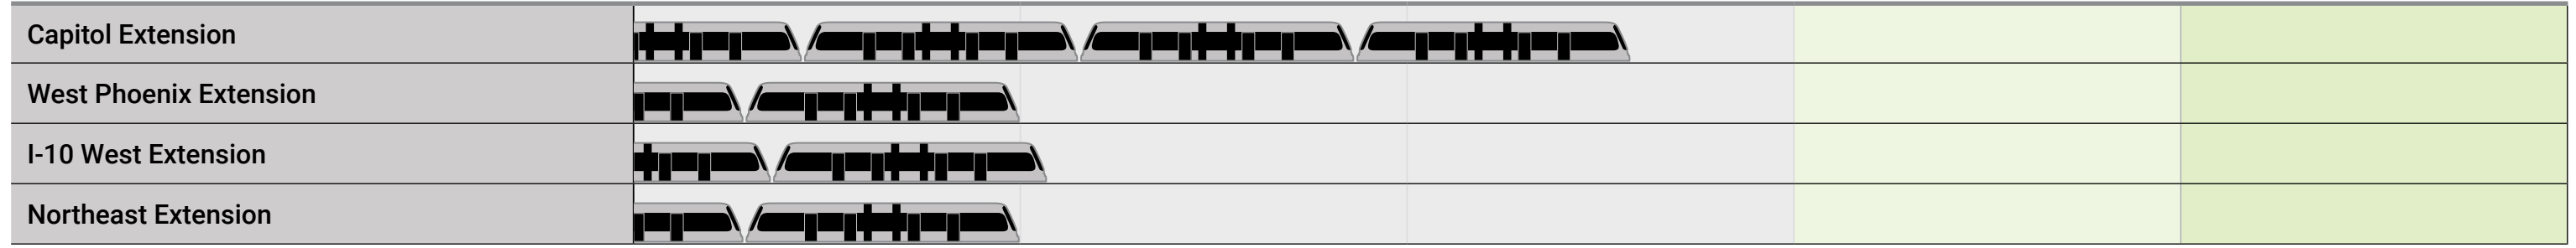 Capitol Extension
West Phoenix Extension
I-10 West Extension
Northeast Extension